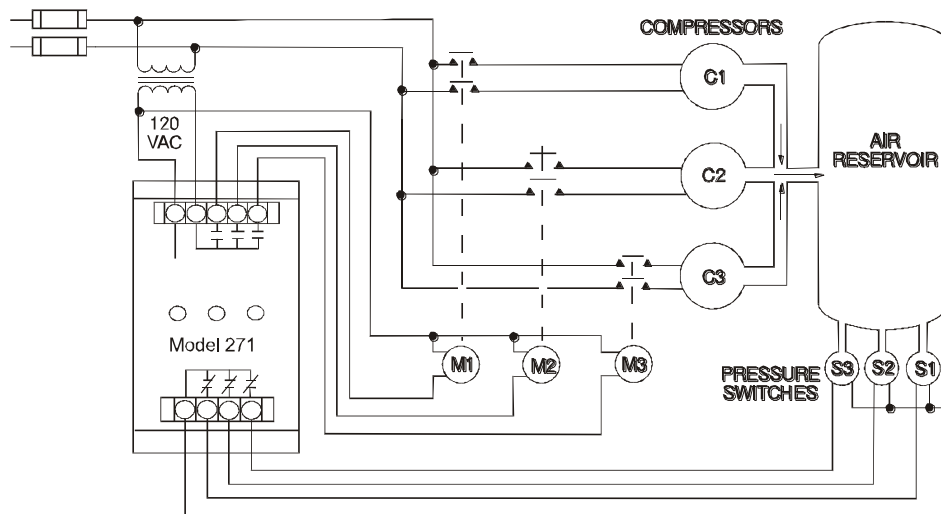 COMPRESSORS
C1
120
VAC
AIR
RESERVOIR
C2
C3
Model 271
M1
M2
M3
PRESSURE
SWITCHES
S3
S2
S1